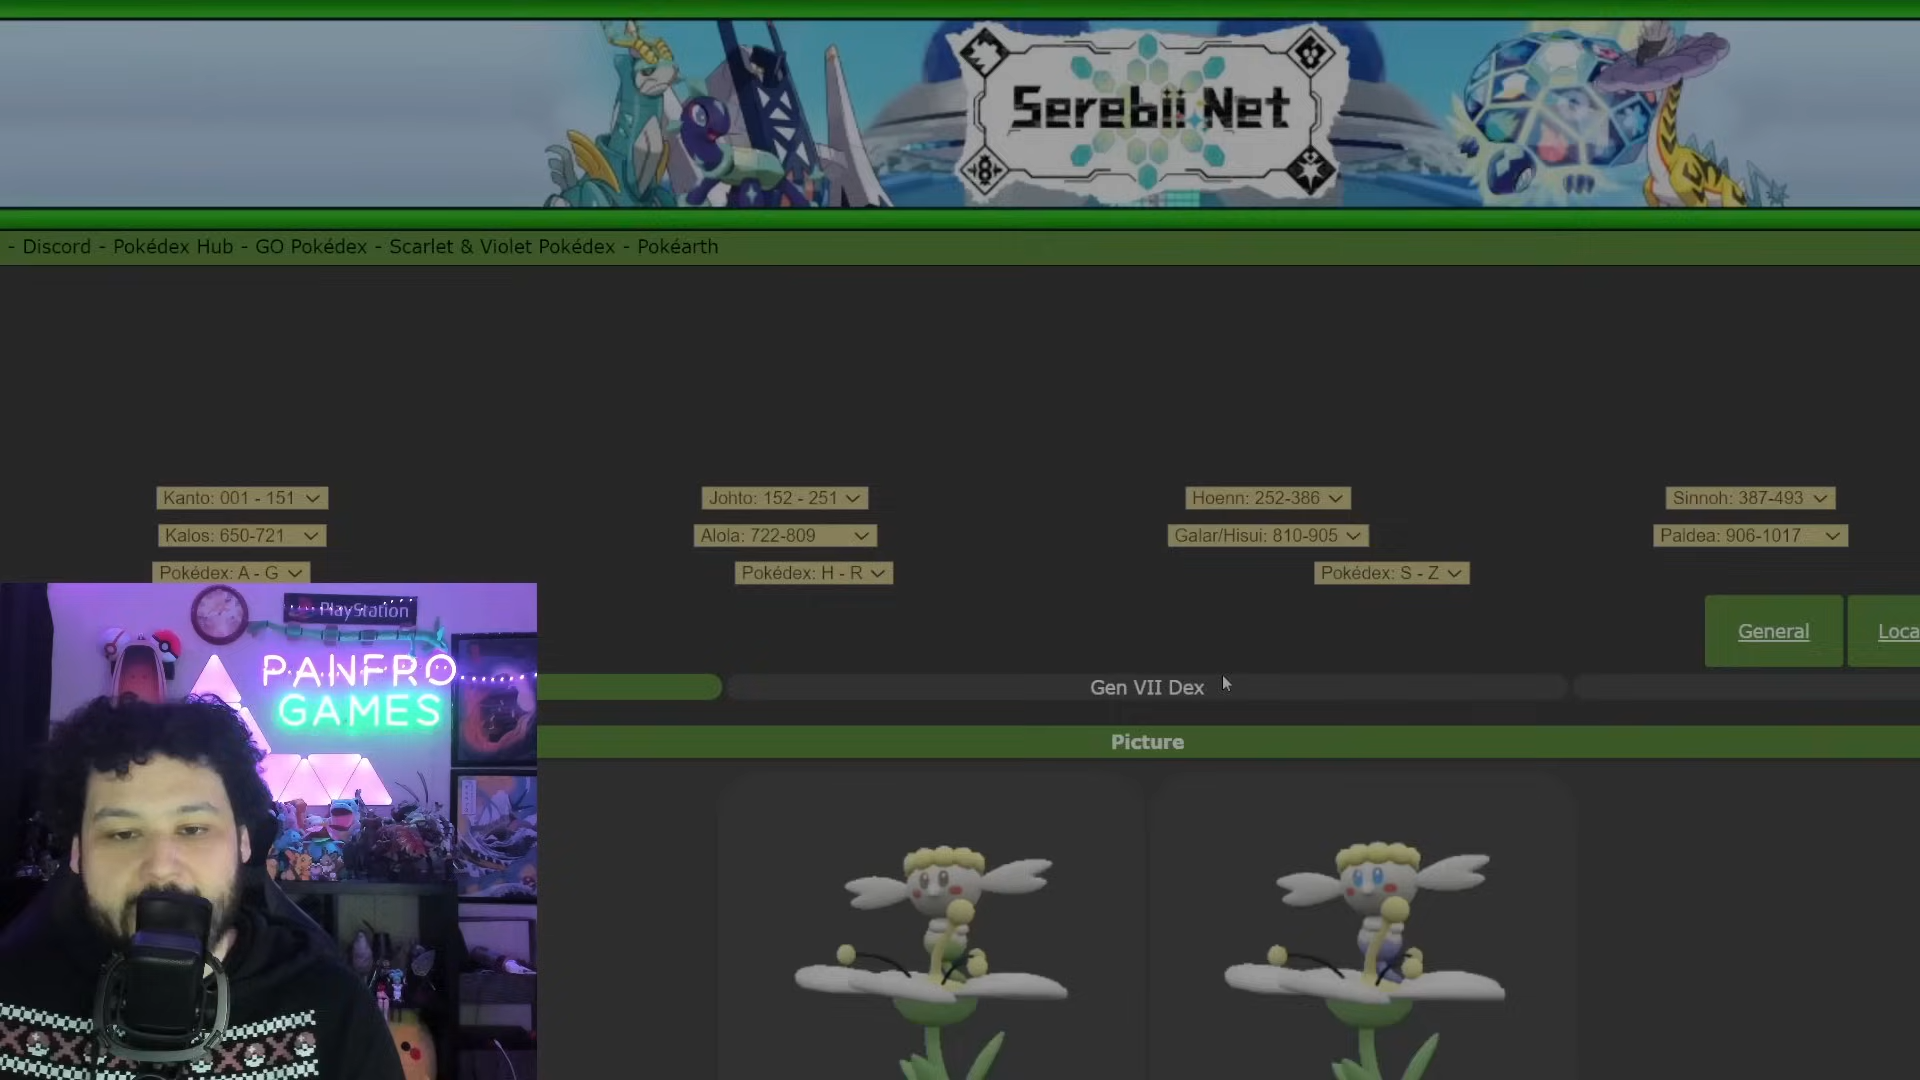 Serebii Net
- Discord - Pokédex Hub - GO Pokédex - Scarlet & Violet Pokédex - Pokéarth
Kanto: 001 - 151
Johto: 152 - 251
Hoenn: 252-386
Sinnoh: 387-493
Kalos: 650-721
Alola: 722-809
Galar/Hisui: 810-905
Paldea: 906-1017
Pokédex: A - G
Pokédex: H - R
Pokédex: S - Z
General
Loca
Gen VII Dex
Picture
PlayStation
PANFRO
GAMES